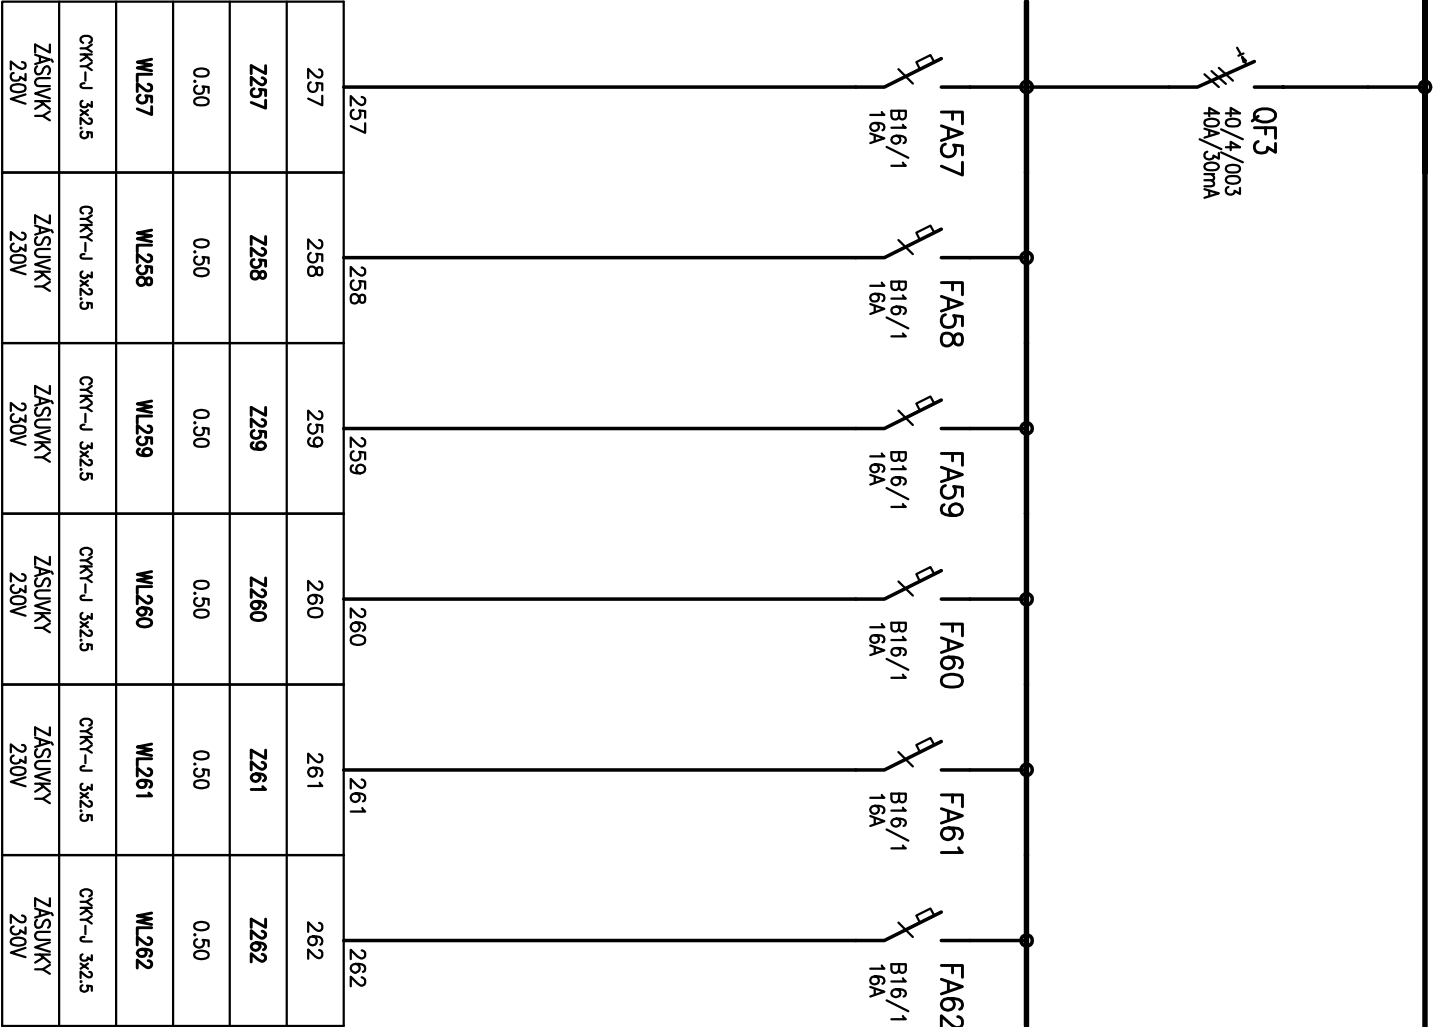 QF3
40/4/003
40A/30mA
FA57
B16/1
16A
FA58
B16/1
16A
FA59
B16/1
16A
FA60
B16/1
16A
FA61
B16/1
16A
FA62
B16/1
16A
257
258
259
260
261
262
257
258
259
260
261
262
Z257
Z258
Z259
Z260
Z261
Z262
0.50
0.50
0.50
0.50
0.50
0.50
WL257
WL258
WL259
WL260
WL261
WL262
CYKY-J 3x2.5
CYKY-J 3x2.5
CYKY-J 3x2.5
CYKY-J 3x2.5
CYKY-J 3x2.5
CYKY-J 3x2.5
ZÁSUVKY
230V
ZÁSUVKY
230V
ZÁSUVKY
230V
ZÁSUVKY
230V
ZÁSUVKY
230V
ZÁSUVKY
230V